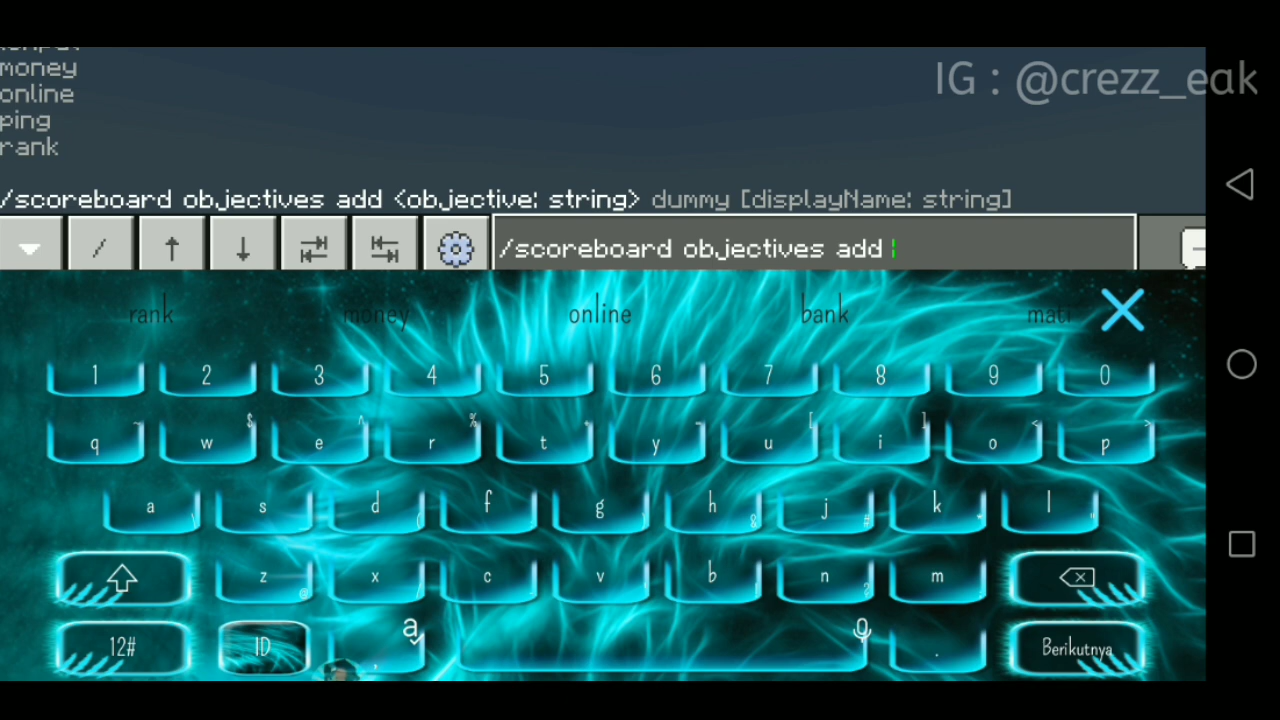 money
IG : @crezz_eak
online
ping
rank
/scoreboard objectives add <objective: string> dummy [displayName: string]
/ ↑ ↓ /scoreboard objectives add
rank money online bank mati
1 2 3 4 5 6 7 8 9 0
q w e r t y u i o p
a s d f g h j k l
z x c v b n m
12# ID , . Berikutnya